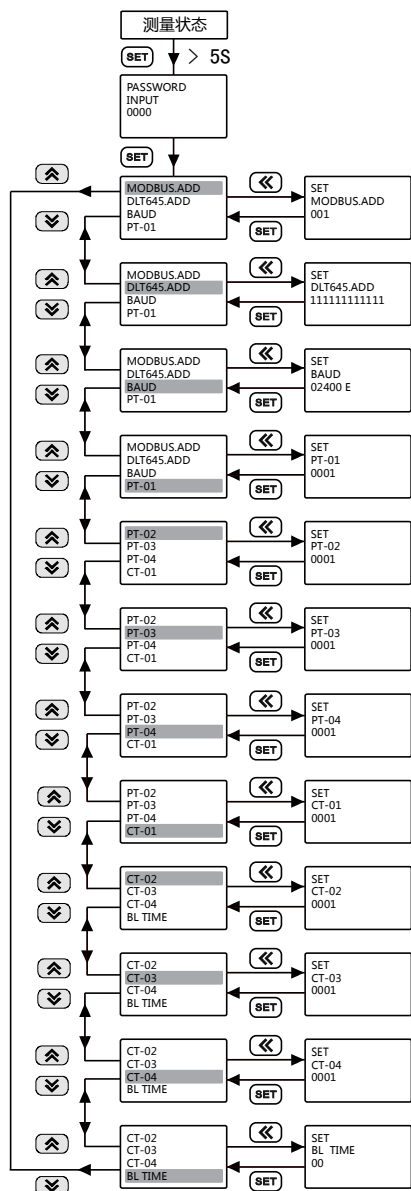 测量状态
SET > 5S
PASSWORD
INPUT
0000
SET
MODBUS.ADD
DLT645.ADD
BAUD
PT-01
SET
MODBUS.ADD
001
SET
MODBUS.ADD
DLT645.ADD
BAUD
PT-01
SET
DLT645.ADD
111111111111
SET
MODBUS.ADD
DLT645.ADD
BAUD
PT-01
SET
BAUD
02400 E
SET
MODBUS.ADD
DLT645.ADD
BAUD
PT-01
SET
PT-01
0001
SET
PT-02
PT-03
PT-04
CT-01
SET
PT-02
0001
SET
PT-02
PT-03
PT-04
CT-01
SET
PT-03
0001
SET
PT-02
PT-03
PT-04
CT-01
SET
PT-04
0001
SET
PT-02
PT-03
PT-04
CT-01
SET
CT-01
0001
SET
CT-02
CT-03
CT-04
BL TIME
SET
CT-02
0001
SET
CT-02
CT-03
CT-04
BL TIME
SET
CT-03
0001
SET
CT-02
CT-03
CT-04
BL TIME
SET
CT-04
0001
SET
CT-02
CT-03
CT-04
BL TIME
SET
BL TIME
00
SET